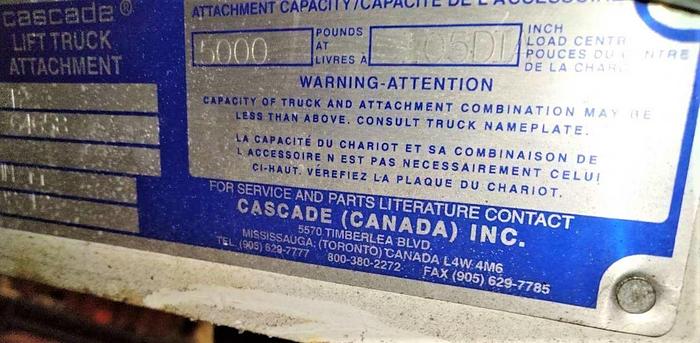 cascade®
LIFT TRUCK
ATTACHMENT
ATTACHMENT CAPACITY/CAPACITÉ DE L'ACCESSOIRE
5000
POUNDS
AT
LIVRES À
INCH
LOAD CENTR
POUCES DU CENTRE
DE LA CHARG
WARNING-ATTENTION
CAPACITY OF TRUCK AND ATTACHMENT COMBINATION MAY BE
LESS THAN ABOVE. CONSULT TRUCK NAMEPLATE.
LA CAPACITÉ DU CHARIOT ET SA COMBINAISON DE
L ACCESSOIRE N EST PAS NECESSAIREMENT CELUI
CI-HAUT. VÉREFIEZ LA PLAQUE DU CHARIOT.
FOR SERVICE AND PARTS LITERATURE CONTACT
CASCADE (CANADA) INC.
5570 TIMBERLEA BLVD.
MISSISSAUGA, (TORONTO) CANADA L4W 4M6
TEL (905) 629-7777 800-380-2272 FAX (905) 629-7785